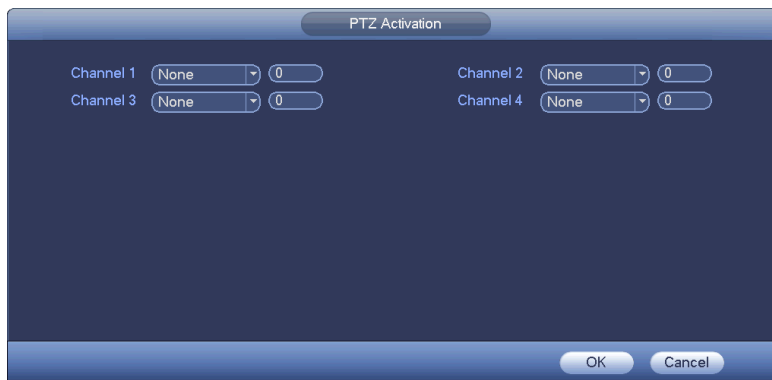 PTZ Activation
Channel 1 None 0 Channel 2 None 0
Channel 3 None 0 Channel 4 None 0
OK Cancel